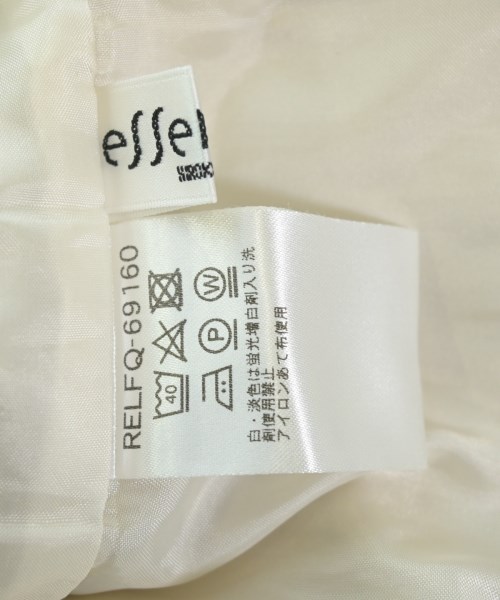 esse
RELFQ-69160
40
P
W
白・淡色は蛍光増白剤入り洗
剤使用禁止
アイロンあて布使用